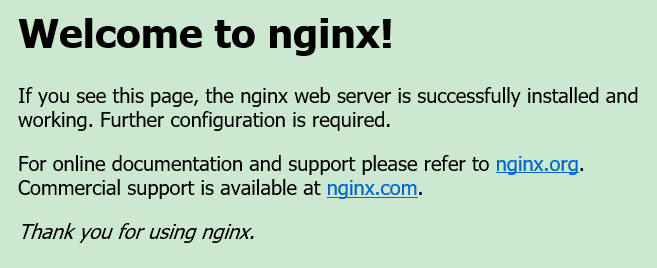 Welcome to nginx!
If you see this page, the nginx web server is successfully installed and
working. Further configuration is required.
For online documentation and support please refer to nginx.org.
Commercial support is available at nginx.com.
Thank you for using nginx.